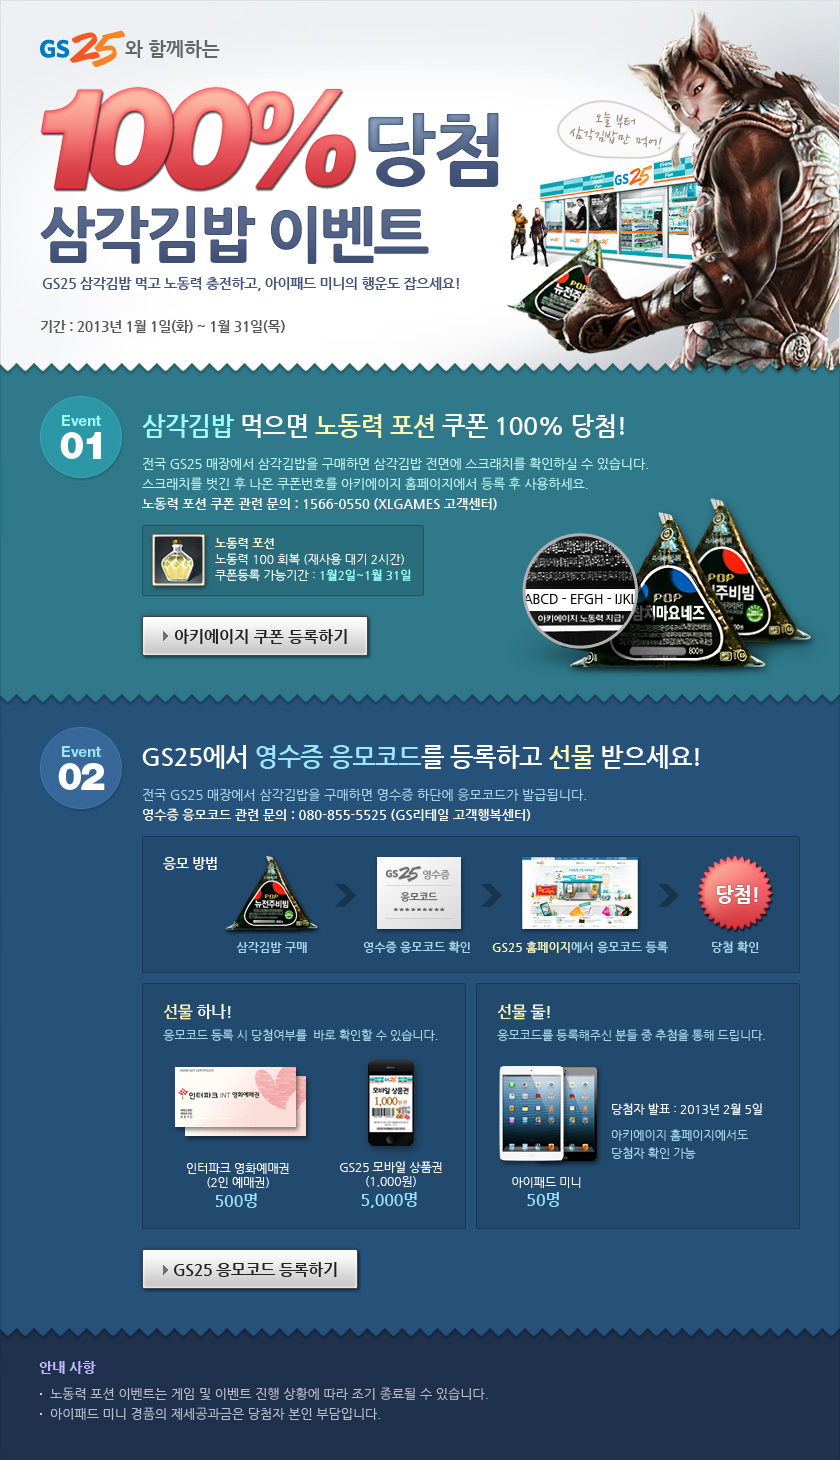 GS25와 함께하는
오늘 부터
삼각김밥만 먹어!
100% 당첨
GS25
삼각김밥 이벤트
GS25 삼각김밥 먹고 노동력 충전하고, 아이패드 미니의 행운도 잡으세요!
기간 : 2013년 1월 1일(화) ~ 1월 31일(목)
Event
01
삼각김밥 먹으면 노동력 포션 쿠폰 100% 당첨!
전국 GS25 매장에서 삼각김밥을 구매하면 삼각김밥 전면에 스크래치를 확인하실 수 있습니다.
스크래치를 벗긴 후 나온 쿠폰번호를 아키에이지 홈페이지에서 등록 후 사용하세요.
노동력 포션 쿠폰 관련 문의 : 1566-0550 (XLGAMES 고객센터)
노동력 포션
노동력 100 회복 (재사용 대기 2시간)
쿠폰등록 가능기간 : 1월2일~1월 31일
ABCD - EFGH - IJKL
아키에이지 노동력 지급!
POP
참치마요네즈
800원
POP
주비빔
아키에이지 쿠폰 등록하기
Event
02
GS25에서 영수증 응모코드를 등록하고 선물 받으세요!
전국 GS25 매장에서 삼각김밥을 구매하면 영수증 하단에 응모코드가 발급됩니다.
영수증 응모코드 관련 문의 : 080-855-5525 (GS리테일 고객행복센터)
응모 방법
POP
뉴전주비빔
GS25 영수증
응모코드
*********
당첨!
삼각김밥 구매
영수증 응모코드 확인
GS25 홈페이지에서 응모코드 등록
당첨 확인
선물 하나!
응모코드 등록 시 당첨여부를 바로 확인할 수 있습니다.
인터파크 INT 영화예매권
GS25
모바일 상품권
1,000원권
인터파크 영화예매권
(2인 예매권)
500명
GS25 모바일 상품권
(1,000원)
5,000명
선물 둘!
응모코드를 등록해주신 분들 중 추첨을 통해 드립니다.
당첨자 발표 : 2013년 2월 5일
아키에이지 홈페이지에서도
당첨자 확인 가능
아이패드 미니
50명
GS25 응모코드 등록하기
안내 사항
· 노동력 포션 이벤트는 게임 및 이벤트 진행 상황에 따라 조기 종료될 수 있습니다.
· 아이패드 미니 경품의 제세공과금은 당첨자 본인 부담입니다.